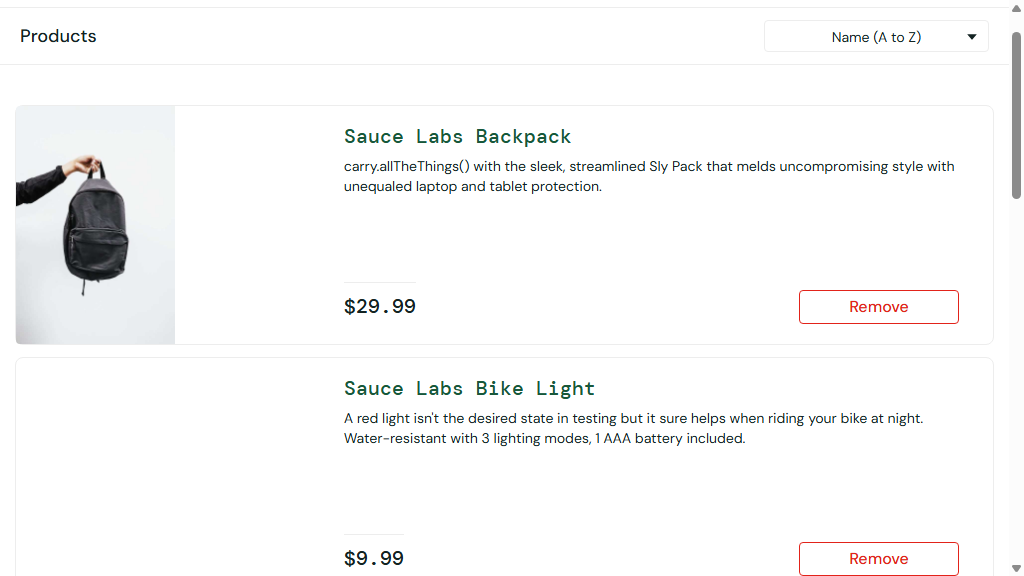 Products
Name (A to Z)
Sauce Labs Backpack
carry.allTheThings() with the sleek, streamlined Sly Pack that melds uncompromising style with
unequaled laptop and tablet protection.
$29.99
Remove
Sauce Labs Bike Light
A red light isn't the desired state in testing but it sure helps when riding your bike at night.
Water-resistant with 3 lighting modes, 1 AAA battery included.
$9.99
Remove